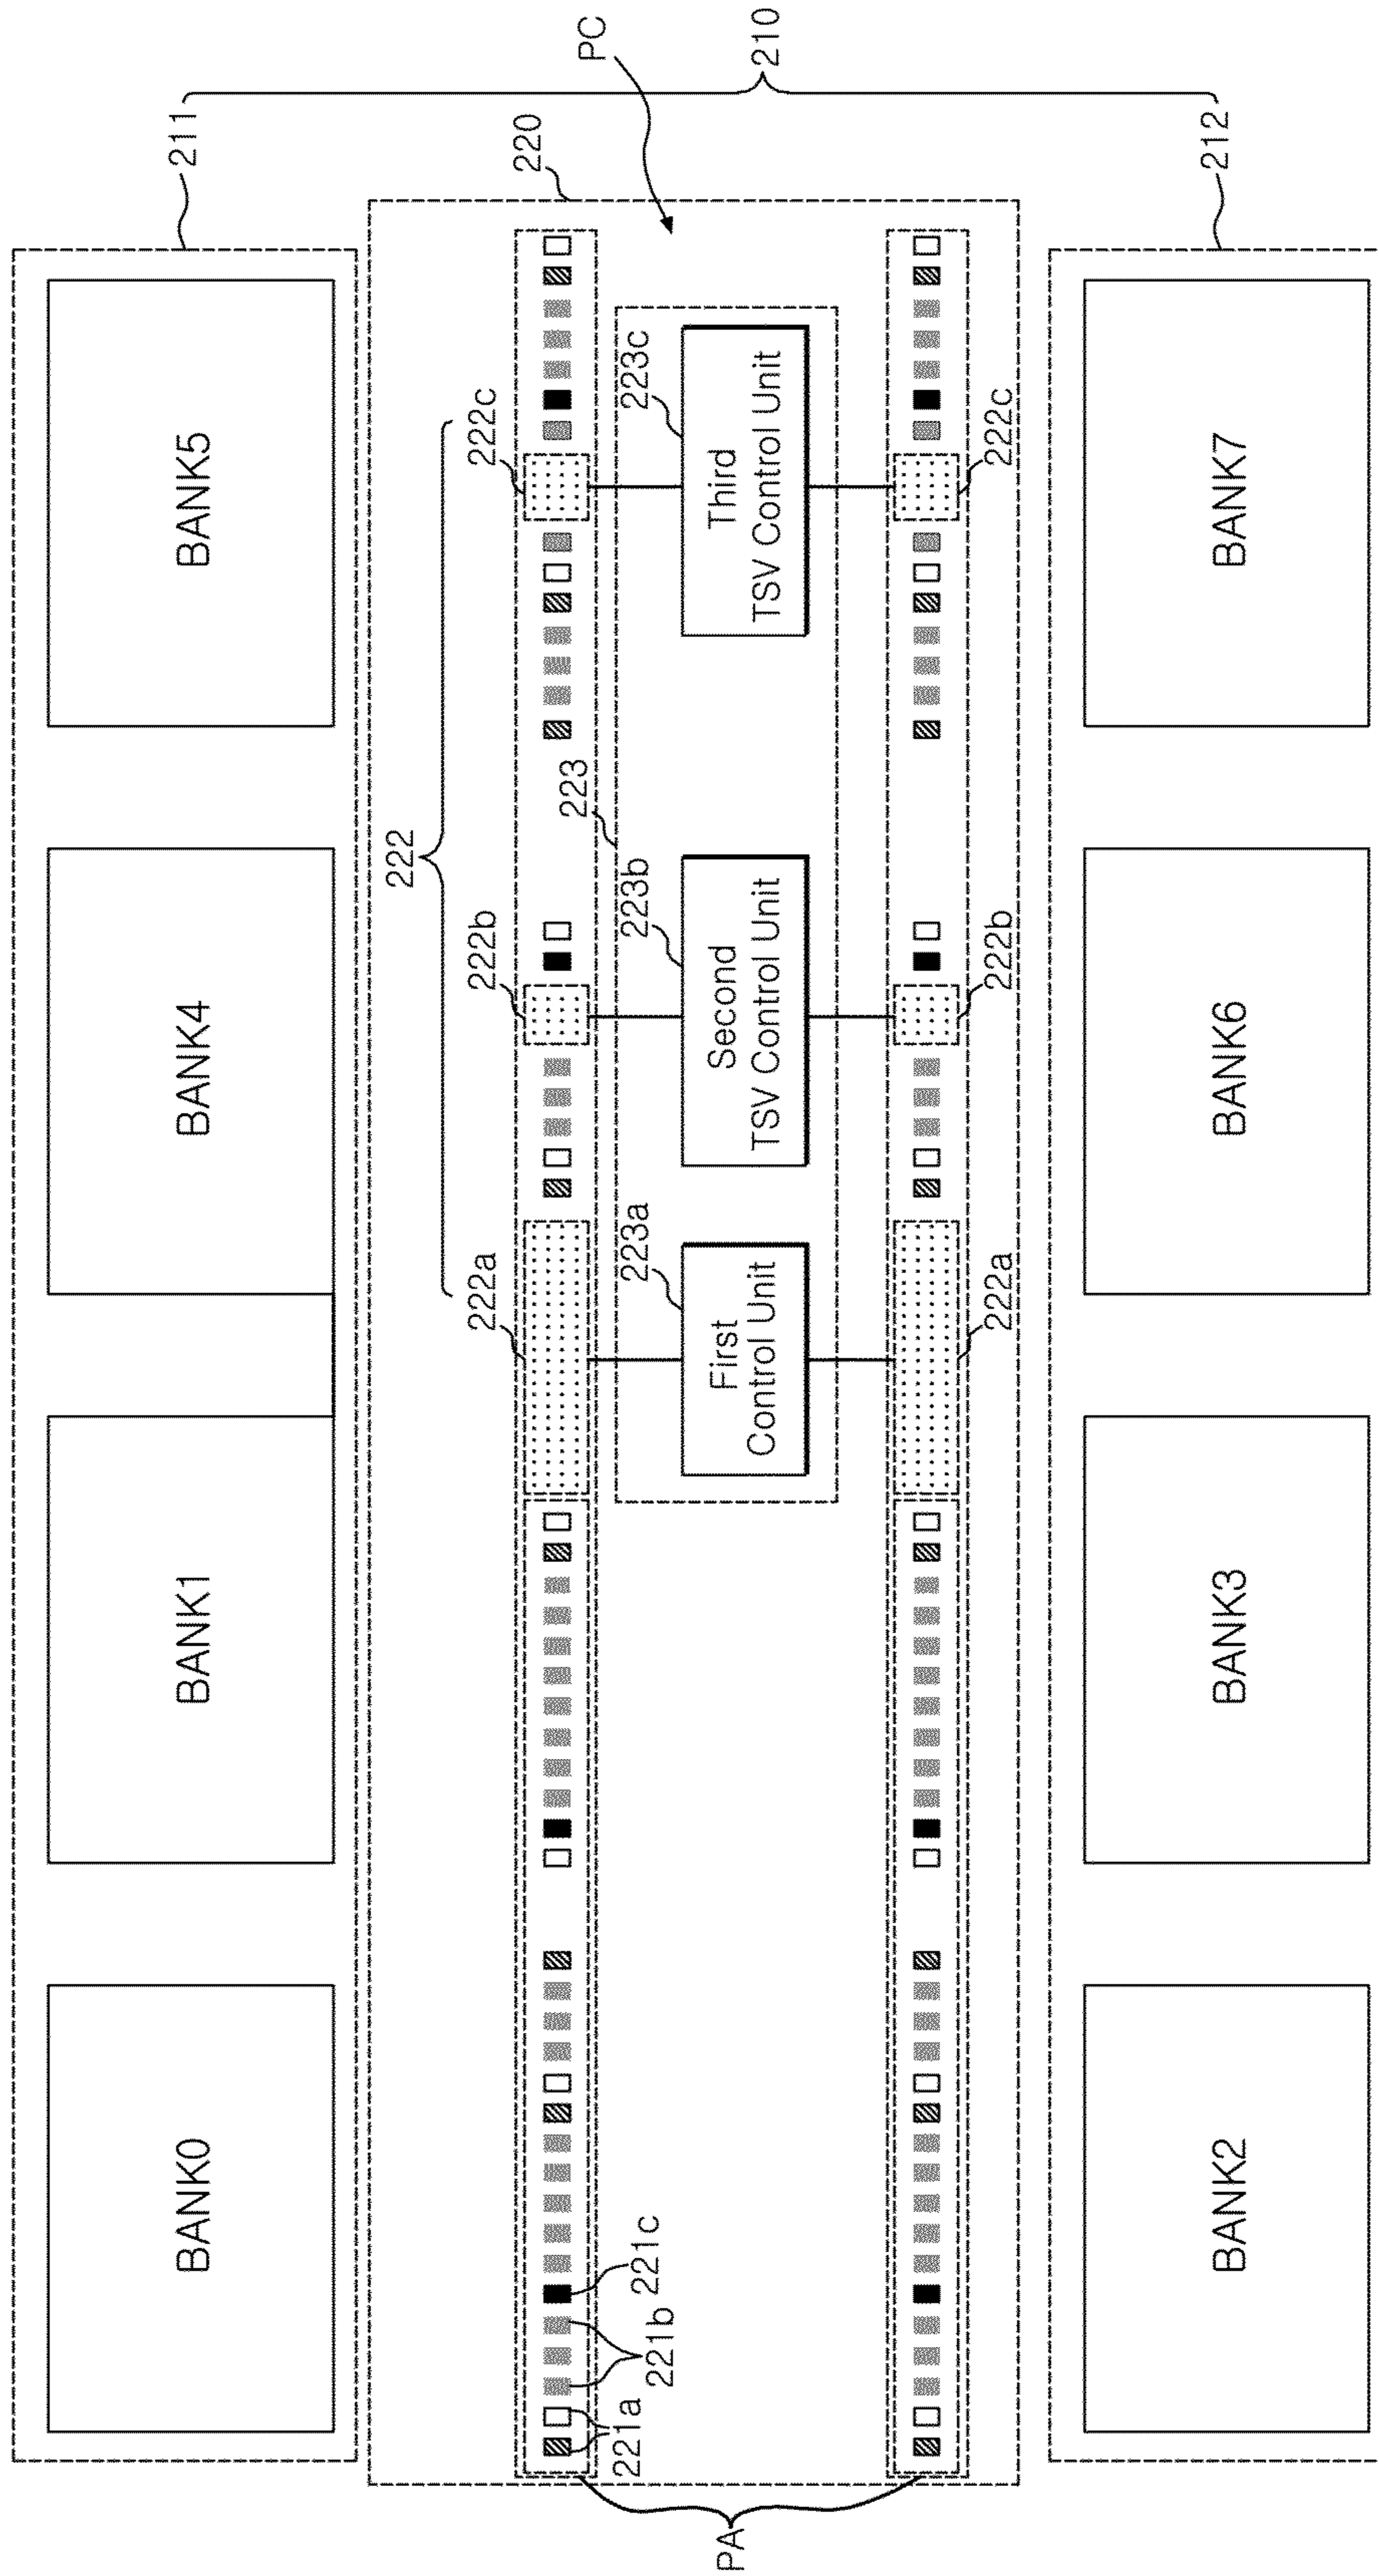 211
210
212
BANK0
BANK1
BANK4
BANK5
220
PC
222
222a
222b
222c
221a
221b
221c
223
223a
223b
223c
First
Control Unit
Second
TSV Control Unit
Third
TSV Control Unit
PA
222a
222b
222c
BANK2
BANK3
BANK6
BANK7